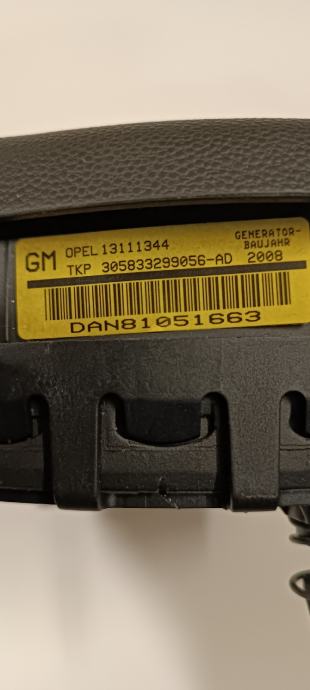 GM OPEL 13111344 GENERATOR-
BAUJAHR
TKP 305833299056-AD 2008
DAN81051663